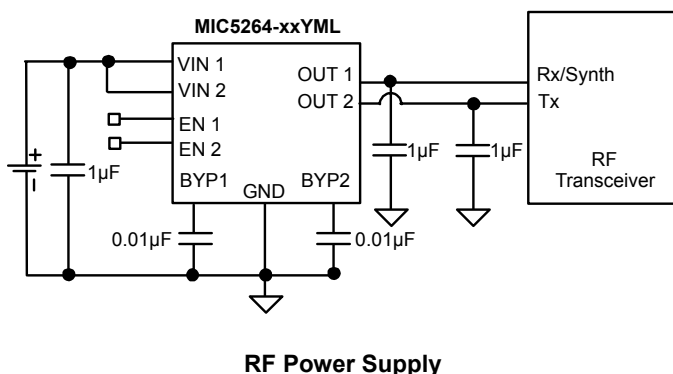 MIC5264-xxYML
VIN 1
VIN 2
EN 1
EN 2
BYP1
GND
BYP2
OUT 1
OUT 2
+
-
1µF
0.01µF
0.01µF
1µF
1µF
Rx/Synth
Tx
RF
Transceiver
RF Power Supply